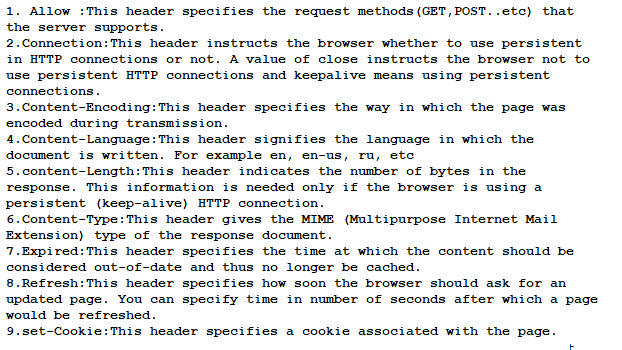 1. Allow :This header specifies the request methods(GET,POST..etc) that
the server supports.
2.Connection:This header instructs the browser whether to use persistent
in HTTP connections or not. A value of close instructs the browser not to
use persistent HTTP connections and keepalive means using persistent
connections.
3.Content-Encoding:This header specifies the way in which the page was
encoded during transmission.
4.Content-Language:This header signifies the language in which the
document is written. For example en, en-us, ru, etc
5.content-Length:This header indicates the number of bytes in the
response. This information is needed only if the browser is using a
persistent (keep-alive) HTTP connection.
6.Content-Type:This header gives the MIME (Multipurpose Internet Mail
Extension) type of the response document.
7.Expired:This header specifies the time at which the content should be
considered out-of-date and thus no longer be cached.
8.Refresh:This header specifies how soon the browser should ask for an
updated page. You can specify time in number of seconds after which a page
would be refreshed.
9.set-Cookie:This header specifies a cookie associated with the page.